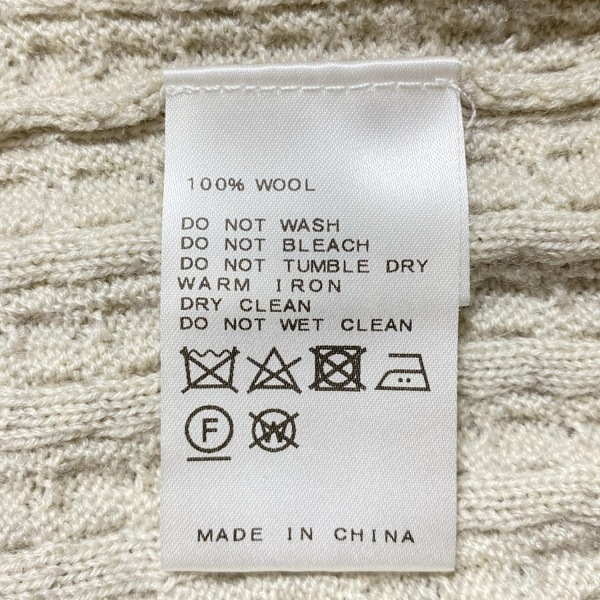 100% WOOL
DO NOT WASH
DO NOT BLEACH
DO NOT TUMBLE DRY
WARM IRON
DRY CLEAN
DO NOT WET CLEAN
F W
MADE IN CHINA